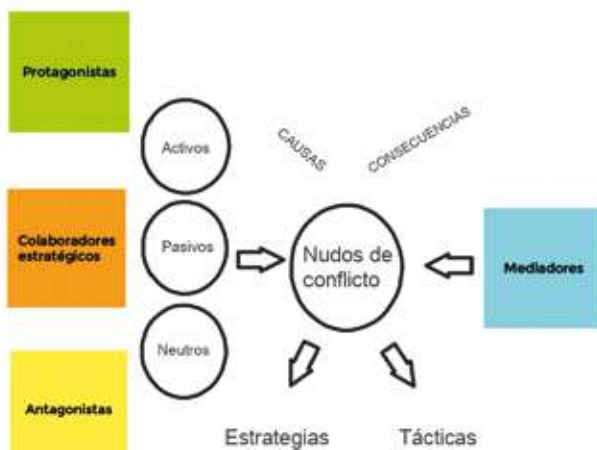 Protagonistas
Activos
CAUSAS
CONSECUENCIAS
Colaboradores
estratégicos
Pasivos
Nudos de
conflicto
Mediadores
Neutros
Antagonistas
Estrategias
Tácticas